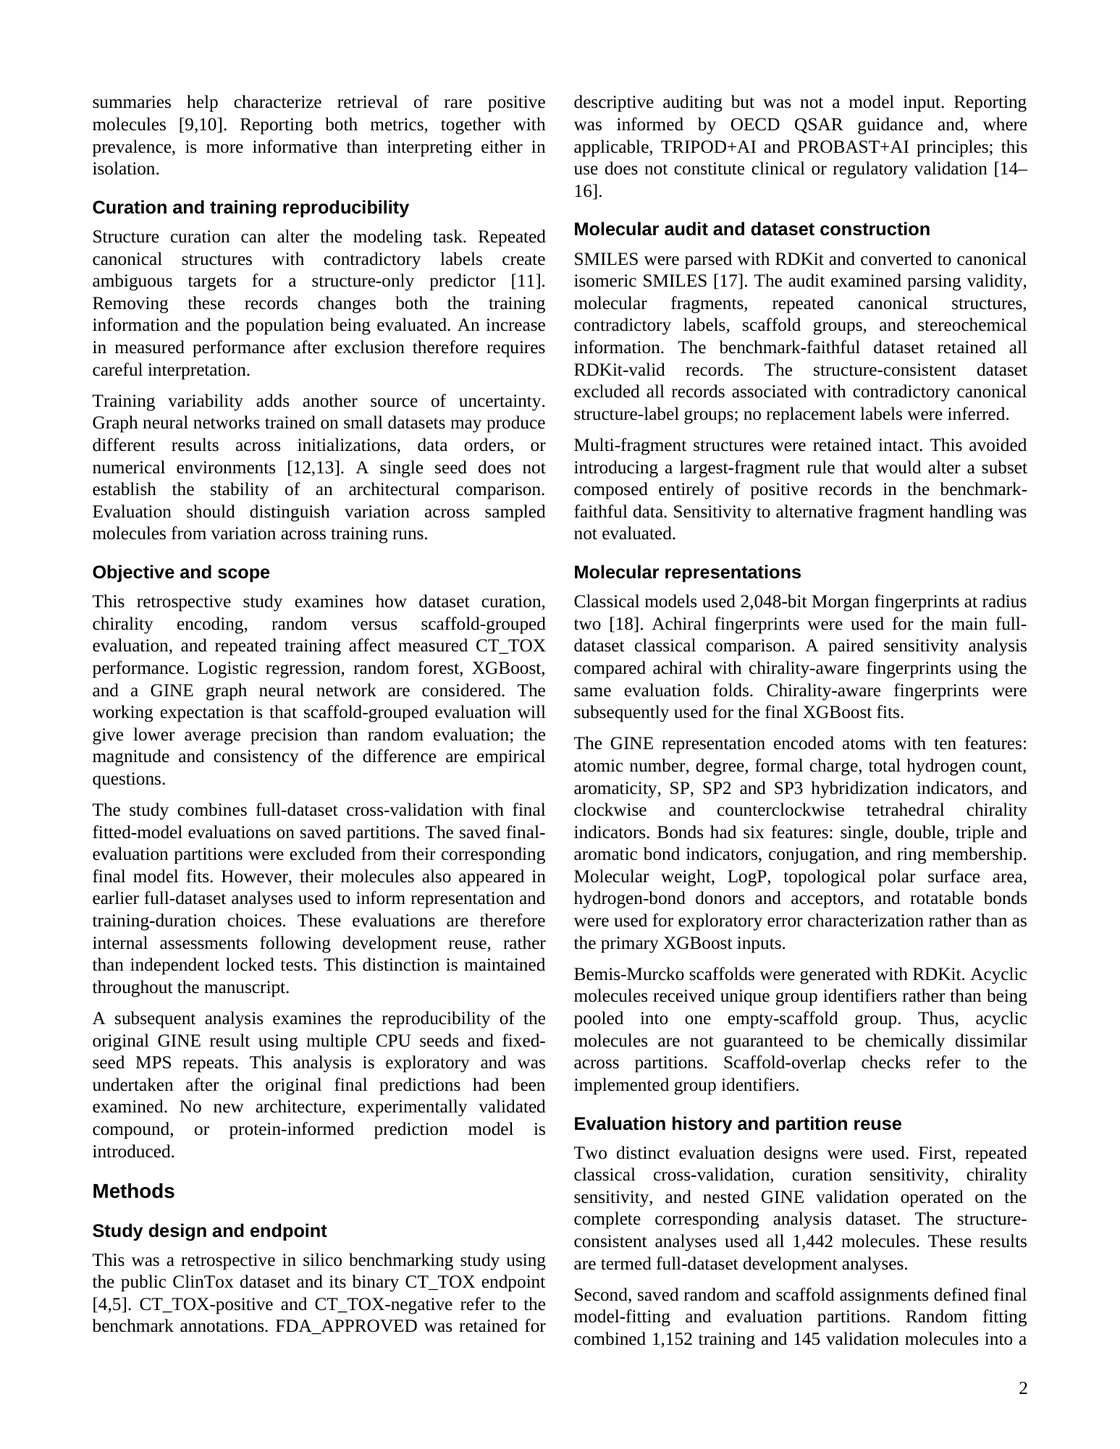 summaries help characterize retrieval of rare positive
molecules [9,10]. Reporting both metrics, together with
prevalence, is more informative than interpreting either in
isolation.
Curation and training reproducibility
Structure curation can alter the modeling task. Repeated
canonical structures with contradictory labels create
ambiguous targets for a structure-only predictor [11].
Removing these records changes both the training
information and the population being evaluated. An increase
in measured performance after exclusion therefore requires
careful interpretation.
Training variability adds another source of uncertainty.
Graph neural networks trained on small datasets may produce
different results across initializations, data orders, or
numerical environments [12,13]. A single seed does not
establish the stability of an architectural comparison.
Evaluation should distinguish variation across sampled
molecules from variation across training runs.
Objective and scope
This retrospective study examines how dataset curation,
chirality encoding, random versus scaffold-grouped
evaluation, and repeated training affect measured CT_TOX
performance. Logistic regression, random forest, XGBoost,
and a GINE graph neural network are considered. The
working expectation is that scaffold-grouped evaluation will
give lower average precision than random evaluation; the
magnitude and consistency of the difference are empirical
questions.
The study combines full-dataset cross-validation with final
fitted-model evaluations on saved partitions. The saved final-
evaluation partitions were excluded from their corresponding
final model fits. However, their molecules also appeared in
earlier full-dataset analyses used to inform representation and
training-duration choices. These evaluations are therefore
internal assessments following development reuse, rather
than independent locked tests. This distinction is maintained
throughout the manuscript.
A subsequent analysis examines the reproducibility of the
original GINE result using multiple CPU seeds and fixed-
seed MPS repeats. This analysis is exploratory and was
undertaken after the original final predictions had been
examined. No new architecture, experimentally validated
compound, or protein-informed prediction model is
introduced.
Methods
Study design and endpoint
This was a retrospective in silico benchmarking study using
the public ClinTox dataset and its binary CT_TOX endpoint
[4,5]. CT_TOX-positive and CT_TOX-negative refer to the
benchmark annotations. FDA_APPROVED was retained for
descriptive auditing but was not a model input. Reporting
was informed by OECD QSAR guidance and, where
applicable, TRIPOD+AI and PROBAST+AI principles; this
use does not constitute clinical or regulatory validation [14–
16].
Molecular audit and dataset construction
SMILES were parsed with RDKit and converted to canonical
isomeric SMILES [17]. The audit examined parsing validity,
molecular fragments, repeated canonical structures,
contradictory labels, scaffold groups, and stereochemical
information. The benchmark-faithful dataset retained all
RDKit-valid records. The structure-consistent dataset
excluded all records associated with contradictory canonical
structure-label groups; no replacement labels were inferred.
Multi-fragment structures were retained intact. This avoided
introducing a largest-fragment rule that would alter a subset
composed entirely of positive records in the benchmark-
faithful data. Sensitivity to alternative fragment handling was
not evaluated.
Molecular representations
Classical models used 2,048-bit Morgan fingerprints at radius
two [18]. Achiral fingerprints were used for the main full-
dataset classical comparison. A paired sensitivity analysis
compared achiral with chirality-aware fingerprints using the
same evaluation folds. Chirality-aware fingerprints were
subsequently used for the final XGBoost fits.
The GINE representation encoded atoms with ten features:
atomic number, degree, formal charge, total hydrogen count,
aromaticity, SP, SP2 and SP3 hybridization indicators, and
clockwise and counterclockwise tetrahedral chirality
indicators. Bonds had six features: single, double, triple and
aromatic bond indicators, conjugation, and ring membership.
Molecular weight, LogP, topological polar surface area,
hydrogen-bond donors and acceptors, and rotatable bonds
were used for exploratory error characterization rather than as
the primary XGBoost inputs.
Bemis-Murcko scaffolds were generated with RDKit. Acyclic
molecules received unique group identifiers rather than being
pooled into one empty-scaffold group. Thus, acyclic
molecules are not guaranteed to be chemically dissimilar
across partitions. Scaffold-overlap checks refer to the
implemented group identifiers.
Evaluation history and partition reuse
Two distinct evaluation designs were used. First, repeated
classical cross-validation, curation sensitivity, chirality
sensitivity, and nested GINE validation operated on the
complete corresponding analysis dataset. The structure-
consistent analyses used all 1,442 molecules. These results
are termed full-dataset development analyses.
Second, saved random and scaffold assignments defined final
model-fitting and evaluation partitions. Random fitting
combined 1,152 training and 145 validation molecules into a
2